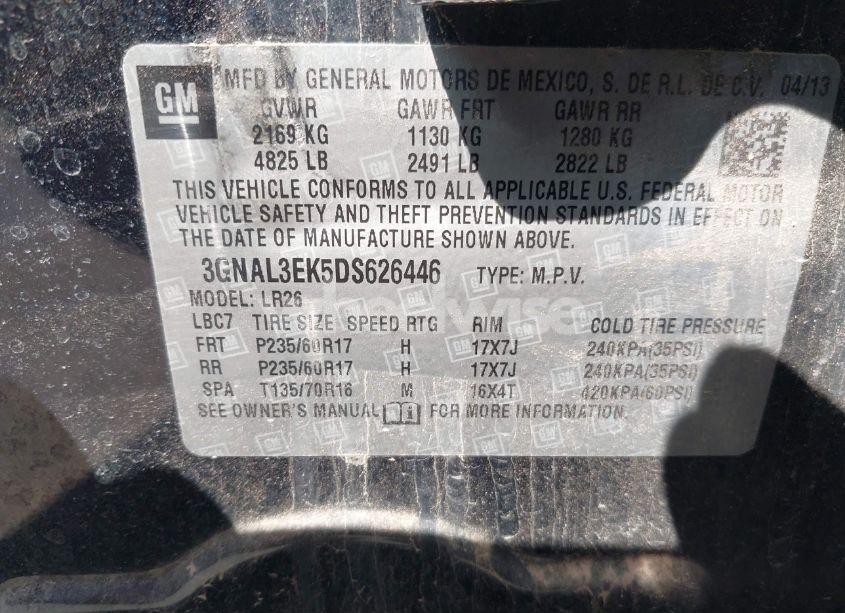 GM
MFD BY GENERAL MOTORS DE MEXICO, S. DE R.L. DE C.V. 04/13
GVWR GAWR FRT GAWR RR
2169 KG 1130 KG 1280 KG
4825 LB 2491 LB 2822 LB
THIS VEHICLE CONFORMS TO ALL APPLICABLE U.S. FEDERAL MOTOR
VEHICLE SAFETY AND THEFT PREVENTION STANDARDS IN EFFECT ON
THE DATE OF MANUFACTURE SHOWN ABOVE.
3GNAL3EK5DS626446 TYPE: M.P.V.
MODEL: LR26
LBC7 TIRE SIZE SPEED RTG RIM COLD TIRE PRESSURE
FRT P235/60R17 H 17X7J 240KPA(35PSI)
RR P235/60R17 H 17X7J 240KPA(35PSI)
SPA T135/70R16 M 16X4T 420KPA(60PSI)
SEE OWNER'S MANUAL FOR MORE INFORMATION.